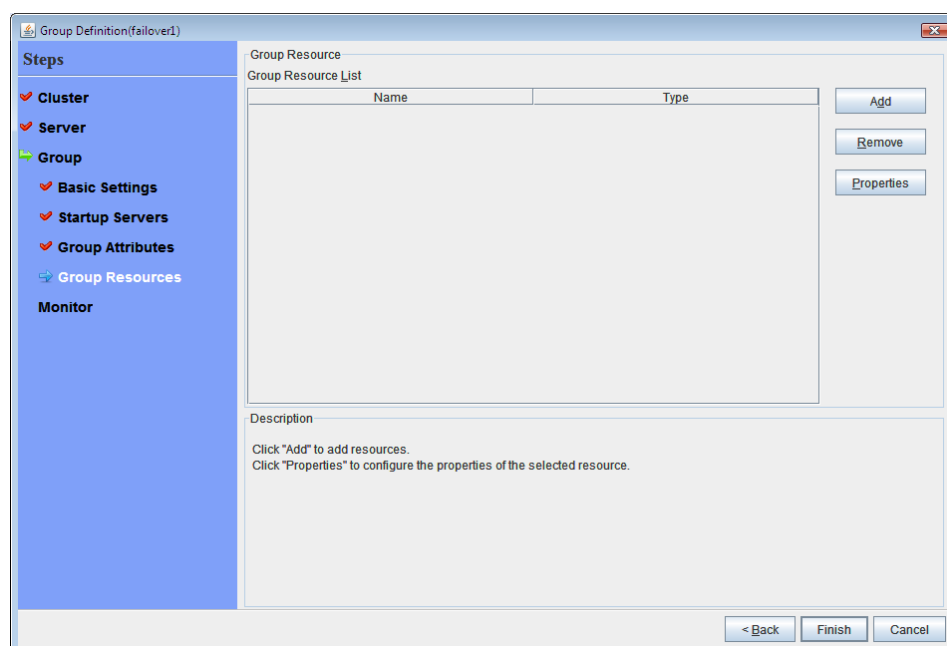 Group Definition(failover1)
Steps
Cluster
Server
Group
Basic Settings
Startup Servers
Group Attributes
Group Resources
Monitor
Group Resource
Group Resource List
Name Type
Add
Remove
Properties
Description
Click "Add" to add resources.
Click "Properties" to configure the properties of the selected resource.
< Back Finish Cancel